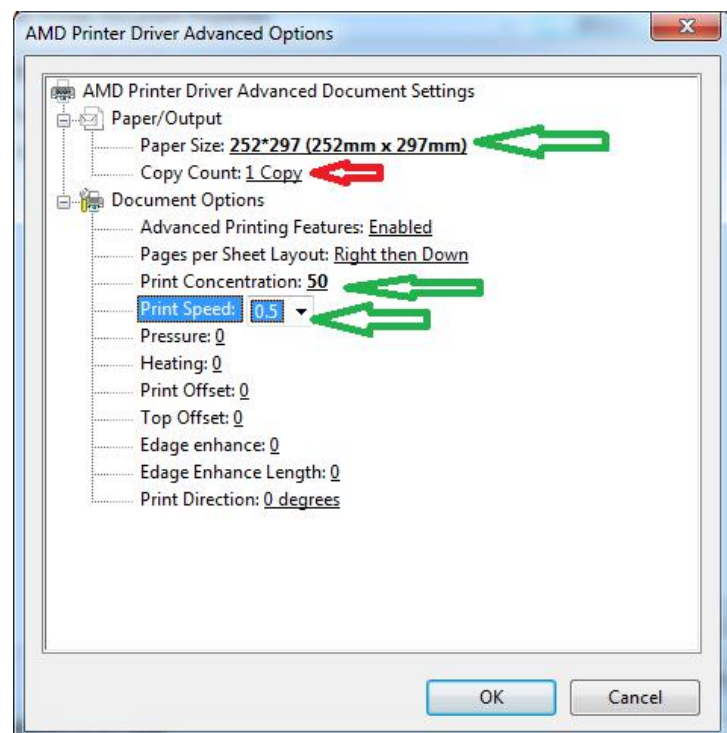 AMD Printer Driver Advanced Options
AMD Printer Driver Advanced Document Settings
Paper/Output
Paper Size: 252*297 (252mm x 297mm)
Copy Count: 1 Copy
Document Options
Advanced Printing Features: Enabled
Pages per Sheet Layout: Right then Down
Print Concentration: 50
Print Speed: 0.5
Pressure: 0
Heating: 0
Print Offset: 0
Top Offset: 0
Edage enhance: 0
Edage Enhance Length: 0
Print Direction: 0 degrees
OK Cancel